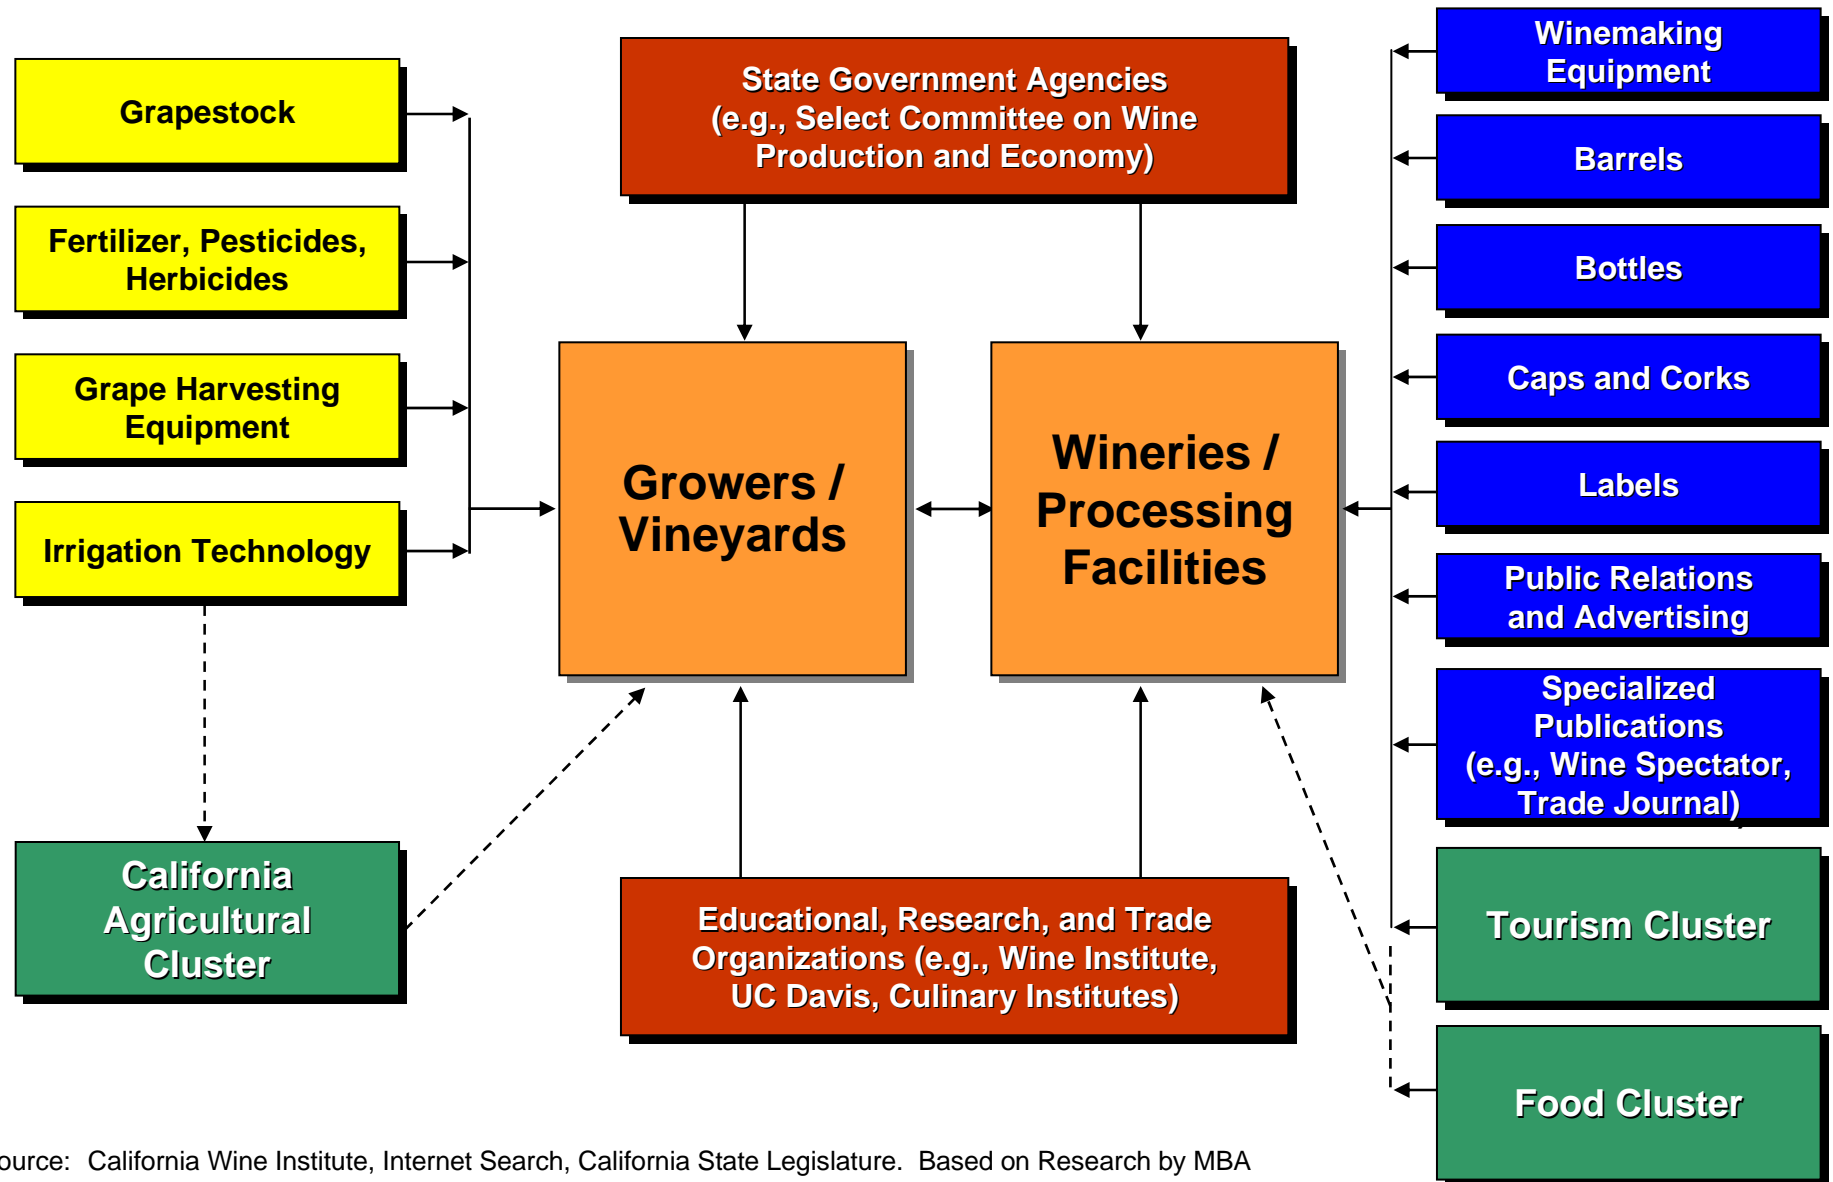 Grapestock
Fertilizer, Pesticides,
Herbicides
Grape Harvesting
Equipment
Irrigation Technology
California
Agricultural
Cluster
State Government Agencies
(e.g., Select Committee on Wine
Production and Economy)
Growers /
Vineyards
Wineries /
Processing
Facilities
Educational, Research, and Trade
Organizations (e.g., Wine Institute,
UC Davis, Culinary Institutes)
Winemaking
Equipment
Barrels
Bottles
Caps and Corks
Labels
Public Relations
and Advertising
Specialized
Publications
(e.g., Wine Spectator,
Trade Journal)
Tourism Cluster
Food Cluster
ource: California Wine Institute, Internet Search, California State Legislature. Based on Research by MBA